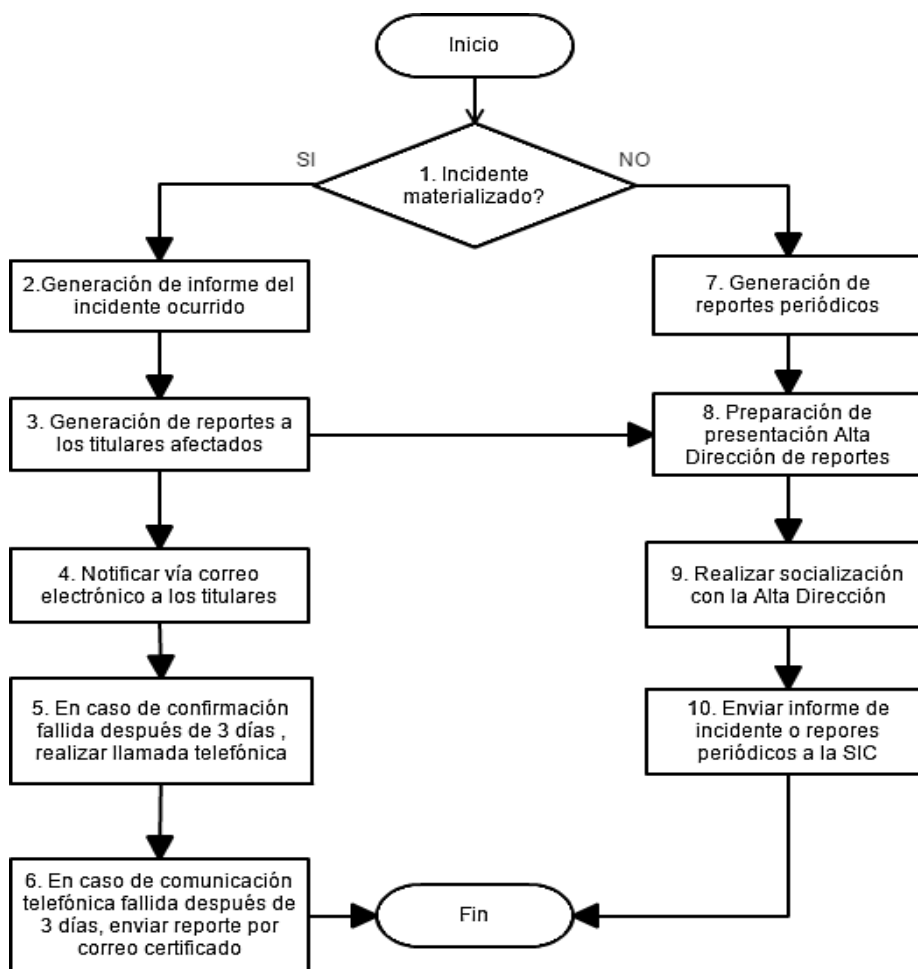 Inicio
SI
NO
1. Incidente
materializado?
2.Generación de informe del
incidente ocurrido
7. Generación de
reportes periódicos
3. Generación de reportes a
los titulares afectados
8. Preparación de
presentación Alta
Dirección de reportes
4. Notificar vía correo
electrónico a los titulares
9. Realizar socialización
con la Alta Dirección
5. En caso de confirmación
fallida después de 3 días ,
realizar llamada telefónica
10. Enviar informe de
incidente o repores
periódicos a la SIC
6. En caso de comunicación
telefónica fallida después de
3 días, enviar reporte por
correo certificado
Fin